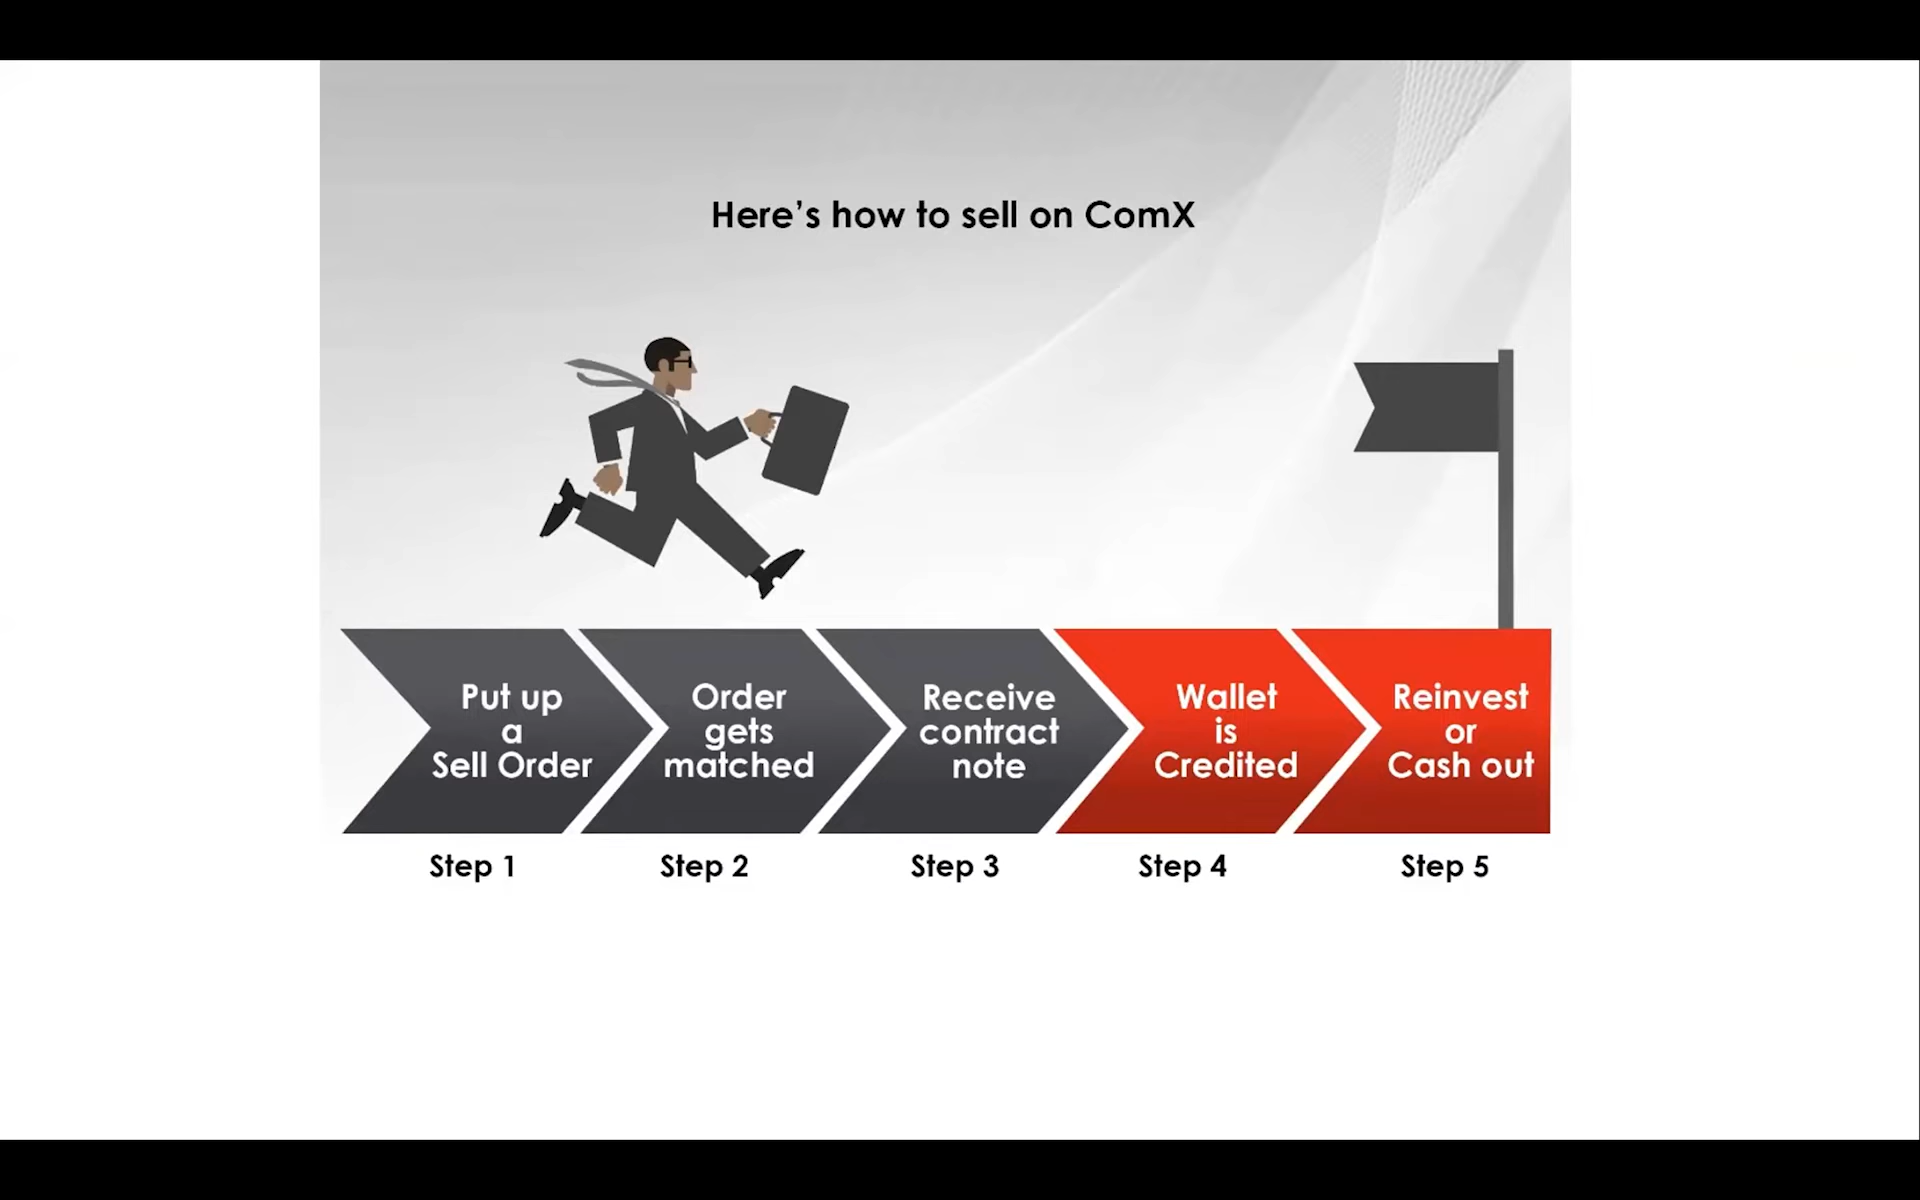 Here’s how to sell on ComX
Put up
a
Sell Order
Order
gets
matched
Receive
contract
note
Wallet
is
Credited
Reinvest
or
Cash out
Step 1
Step 2
Step 3
Step 4
Step 5